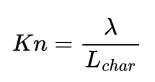 Kn = λ / L_char